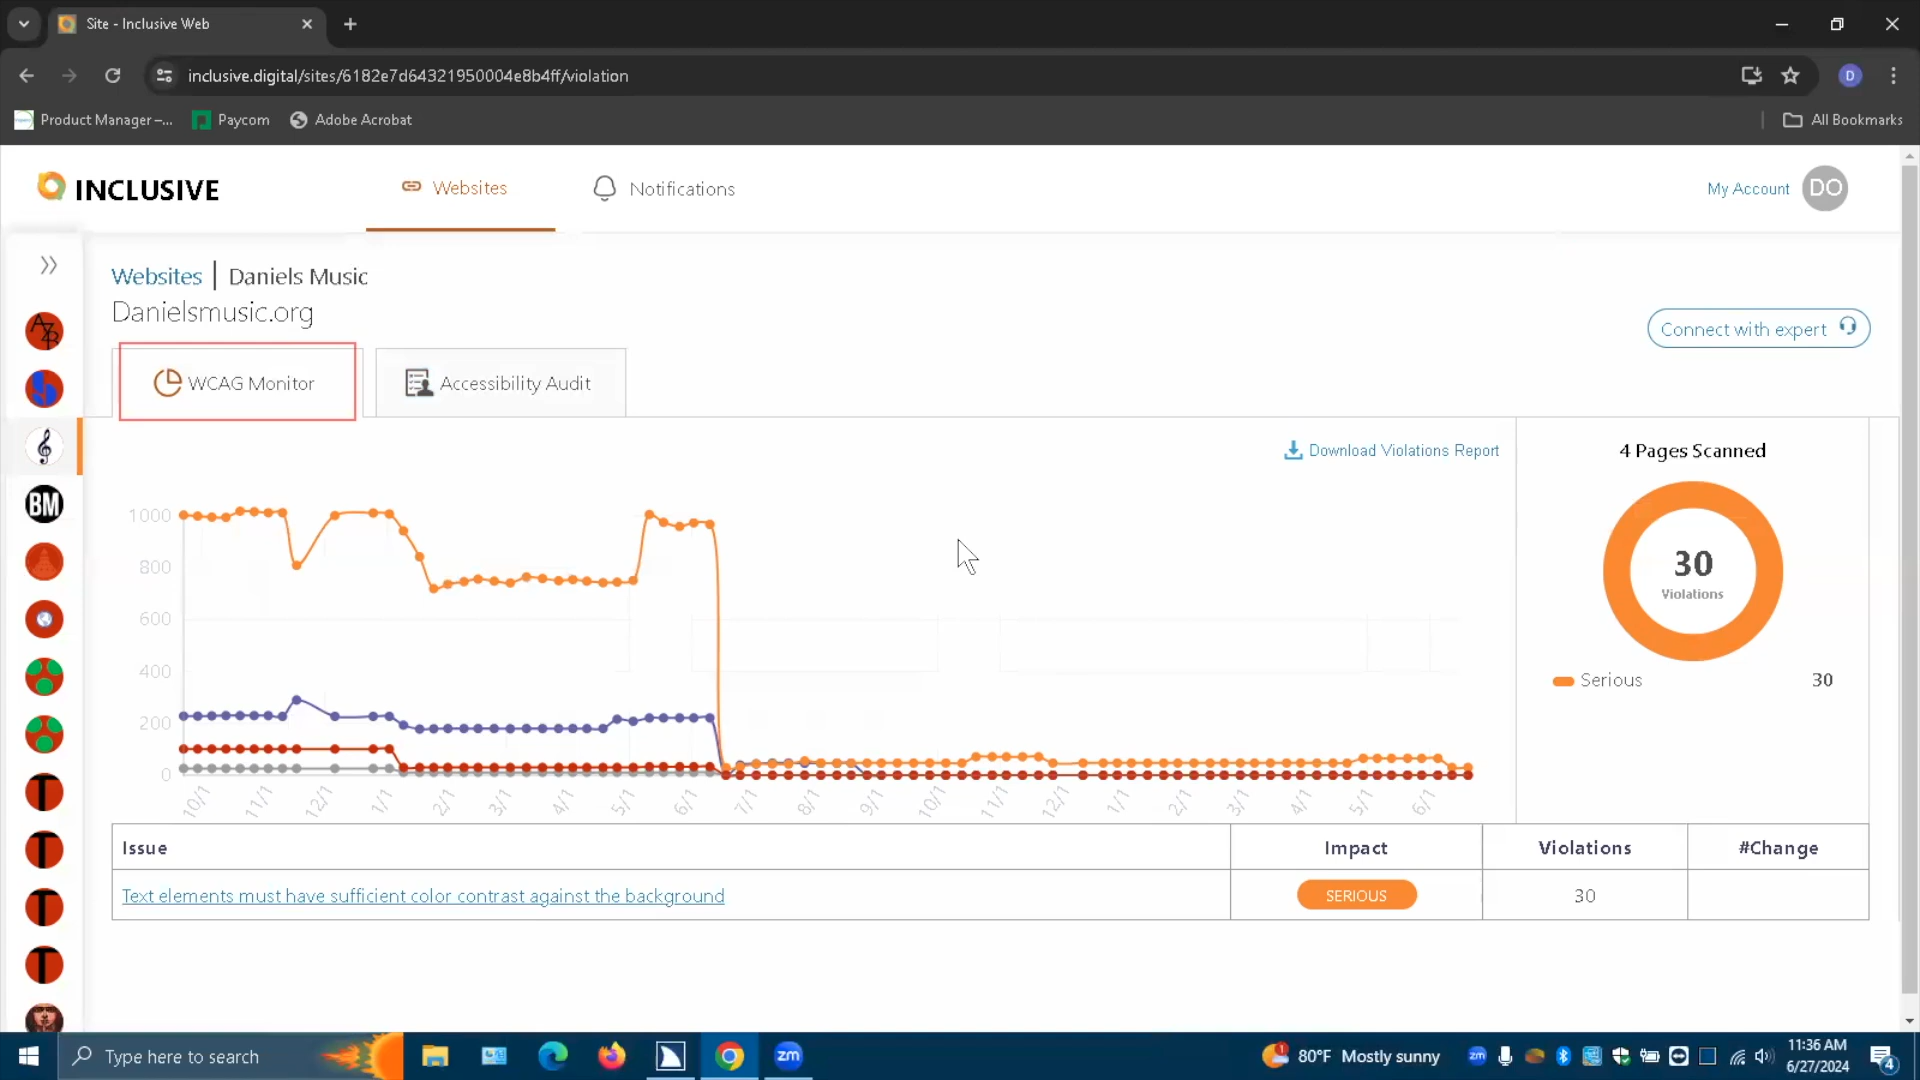 Site - Inclusive Web
inclusive.digital/sites/6182e7d64321950004e8b4ff/violation
D
Product Manager –...
Paycom
Adobe Acrobat
All Bookmarks
INCLUSIVE
Websites
Notifications
My Account
DO
Websites | Daniels Music
Danielsmusic.org
Connect with expert
WCAG Monitor
Accessibility Audit
BM
T
T
T
T
Download Violations Report
1000
800
600
400
200
0
10/1
11/1
12/1
1/1
2/1
3/1
4/1
5/1
6/1
7/1
8/1
9/1
10/1
11/1
12/1
1/1
2/1
3/1
4/1
5/1
6/1
4 Pages Scanned
30
Violations
Serious 30
Issue Impact Violations #Change
Text elements must have sufficient color contrast against the background SERIOUS 30
Type here to search
zm
1
80°F Mostly sunny
zm
11:36 AM
6/27/2024
4